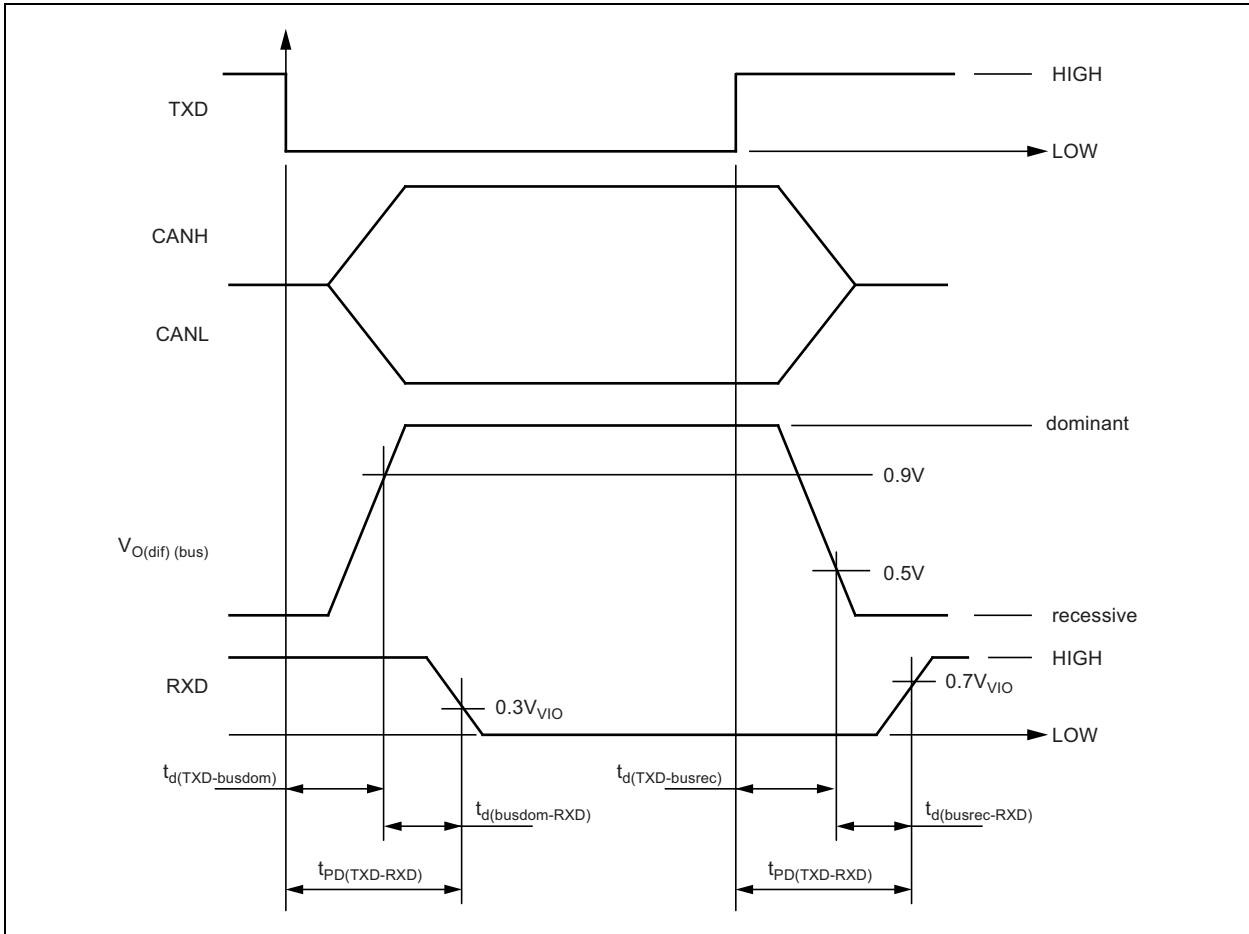 HIGH
TXD
LOW
CANH
CANL
dominant
0.9V
V_O(dif) (bus)
0.5V
recessive
HIGH
RXD
0.7V_VIO
0.3V_VIO
LOW
t_d(TXD-busdom)
t_d(TXD-busrec)
t_d(busdom-RXD)
t_d(busrec-RXD)
t_PD(TXD-RXD)
t_PD(TXD-RXD)